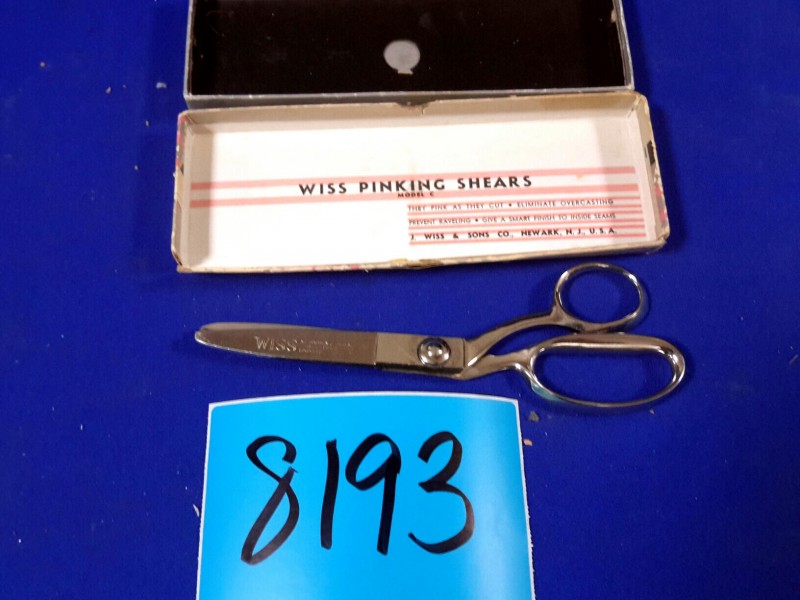 WISS PINKING SHEARS
MODEL C
THEY PINK AS THEY CUT • ELIMINATE OVERCASTING
PREVENT RAVELING • GIVE A SMART FINISH TO INSIDE SEAMS
J. WISS & SONS CO., NEWARK, N. J., U. S. A.
WISS
8193